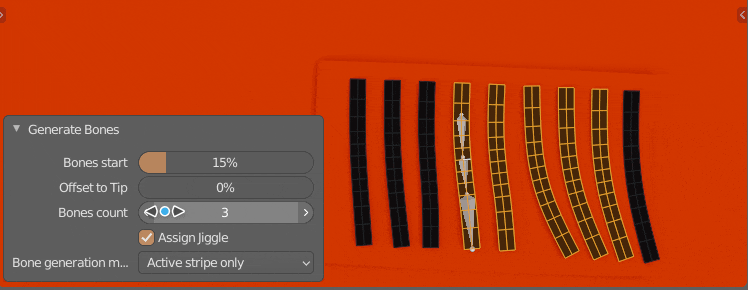 Generate Bones
Bones start 15%
Offset to Tip 0%
Bones count 3
Assign Jiggle
Bone generation m... Active stripe only